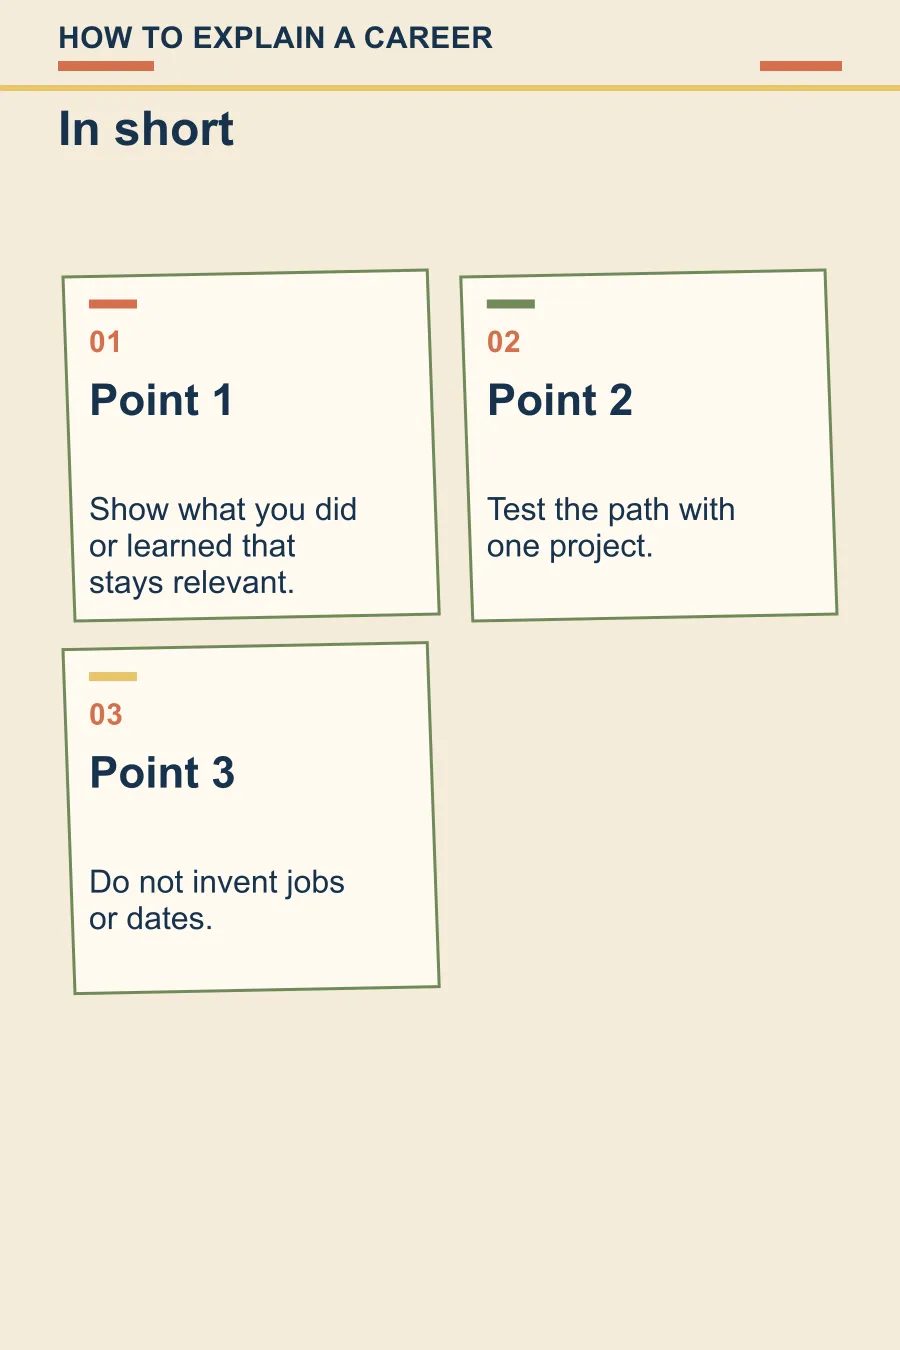 HOW TO EXPLAIN A CAREER
In short
01
Point 1
Show what you did
or learned that
stays relevant.
02
Point 2
Test the path with
one project.
03
Point 3
Do not invent jobs
or dates.